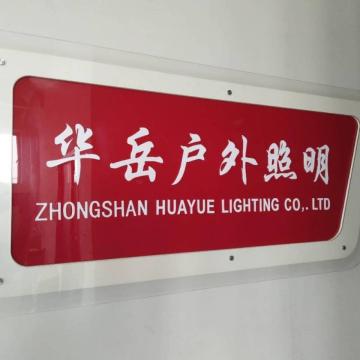 华岳户外照明
ZHONGSHAN HUAYUE LIGHTING CO,. LTD